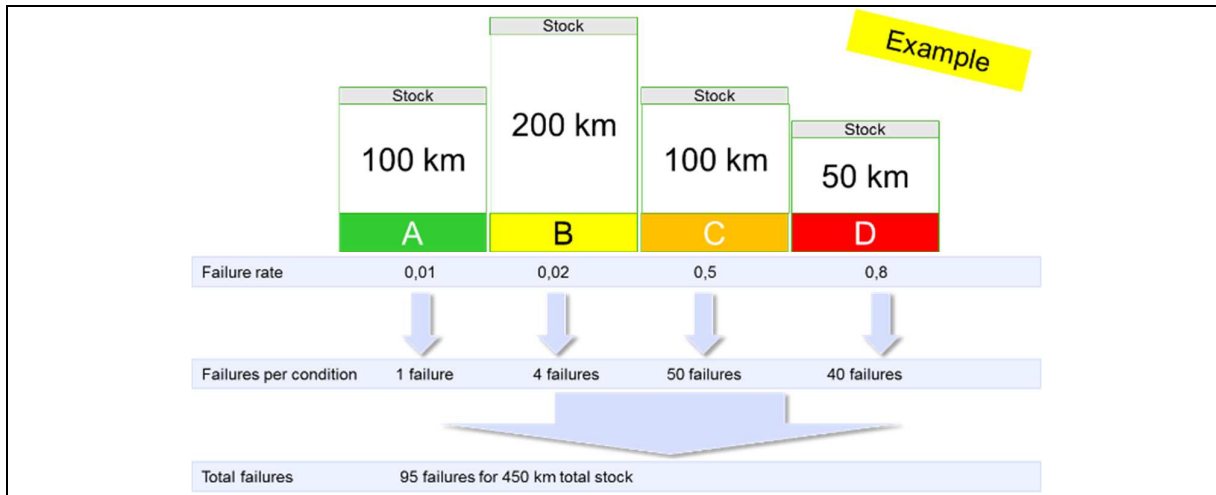 Example
Stock
200 km
Stock
100 km
Stock
100 km
Stock
50 km
A B C D
Failure rate 0,01 0,02 0,5 0,8
Failures per condition 1 failure 4 failures 50 failures 40 failures
Total failures 95 failures for 450 km total stock